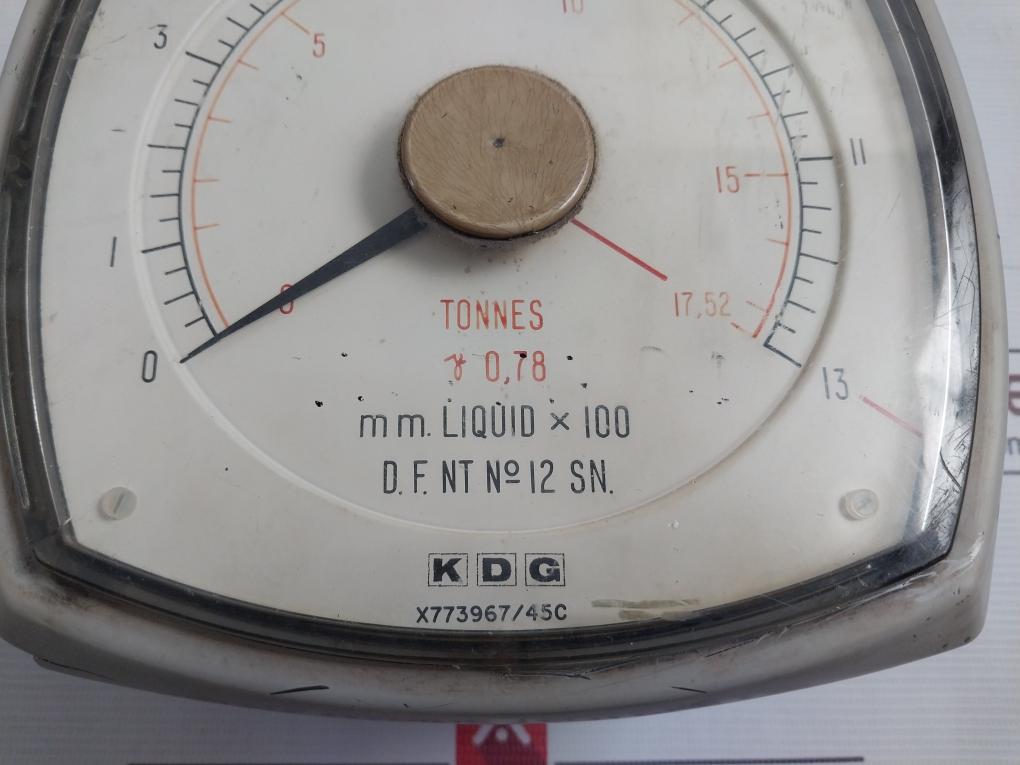 3
5
10
11
15
1
0
17,52
0
13
TONNES
γ 0,78
mm. LIQUID × 100
D. F. NT Nº 12 SN.
KDG
X773967/45C